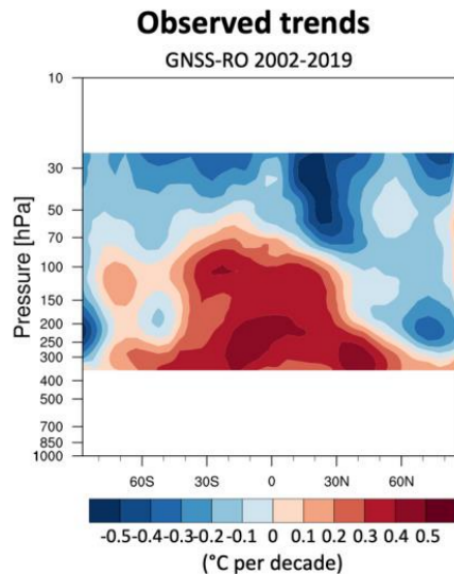 Observed trends
GNSS-RO 2002-2019
Pressure [hPa]
10
30
50
70
100
150
200
250
300
400
500
700
850
1000
60S 30S 0 30N 60N
-0.5-0.4-0.3-0.2 -0.1 0 0.1 0.2 0.3 0.4 0.5
(°C per decade)